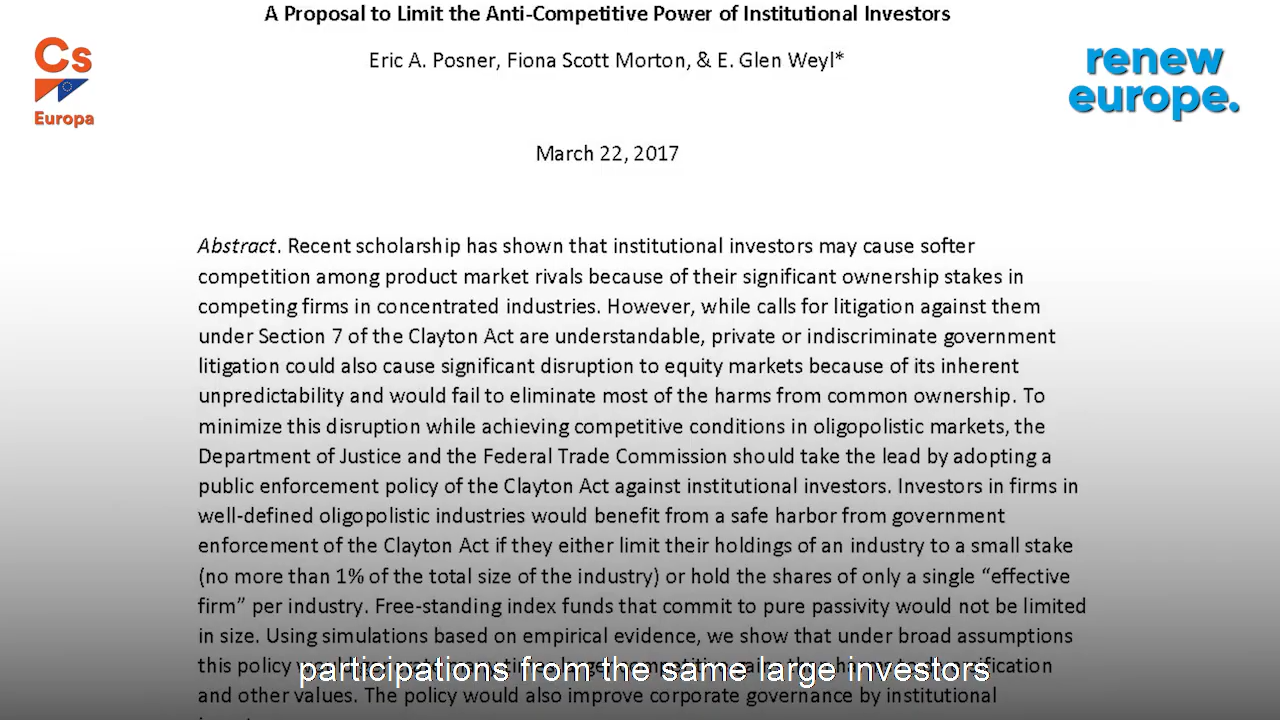 A Proposal to Limit the Anti-Competitive Power of Institutional Investors
Cs
Europa
renew
europe.
Eric A. Posner, Fiona Scott Morton, & E. Glen Weyl*
March 22, 2017
Abstract. Recent scholarship has shown that institutional investors may cause softer
competition among product market rivals because of their significant ownership stakes in
competing firms in concentrated industries. However, while calls for litigation against them
under Section 7 of the Clayton Act are understandable, private or indiscriminate government
litigation could also cause significant disruption to equity markets because of its inherent
unpredictability and would fail to eliminate most of the harms from common ownership. To
minimize this disruption while achieving competitive conditions in oligopolistic markets, the
Department of Justice and the Federal Trade Commission should take the lead by adopting a
public enforcement policy of the Clayton Act against institutional investors. Investors in firms in
well-defined oligopolistic industries would benefit from a safe harbor from government
enforcement of the Clayton Act if they either limit their holdings of an industry to a small stake
(no more than 1% of the total size of the industry) or hold the shares of only a single “effective
firm” per industry. Free-standing index funds that commit to pure passivity would not be limited
in size. Using simulations based on empirical evidence, we show that under broad assumptions
this policy
participations from the same large investors
and other values. The policy would also improve corporate governance by institutional